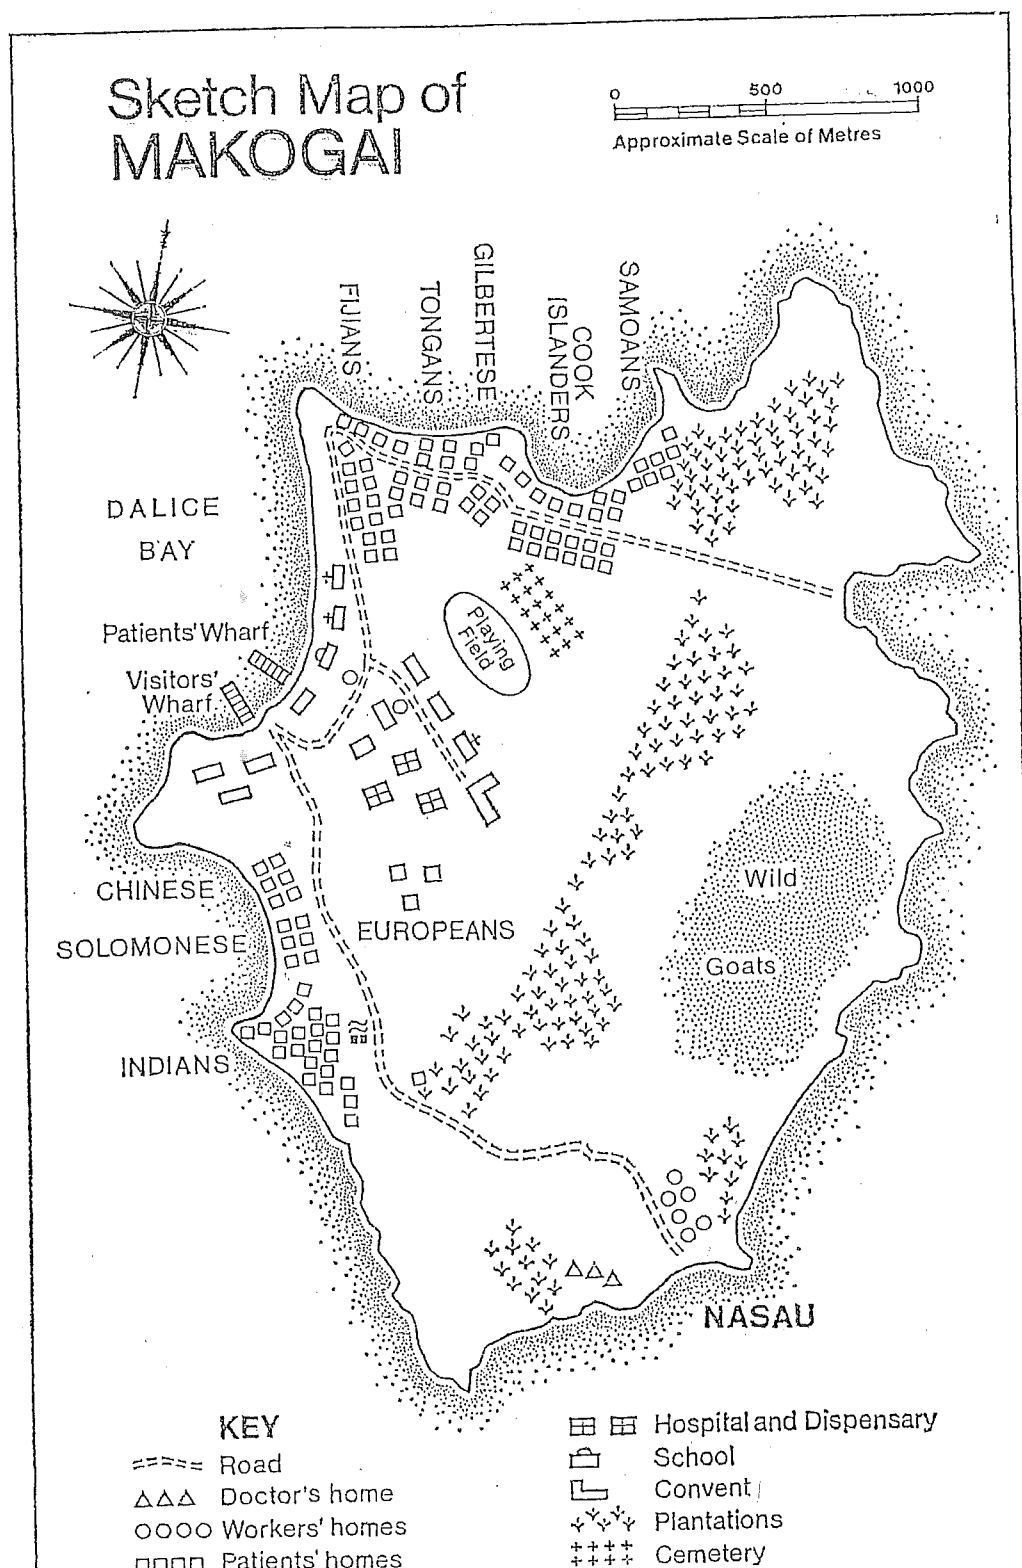 Sketch Map of
MAKOGAI
0 500 1000
Approximate Scale of Metres
FIJIANS
TONGANS
GILBERTESE
COOK
ISLANDERS
SAMOANS
DALICE
BAY
Patients' Wharf
Visitors'
Wharf
Playing
Field
CHINESE
SOLOMONESE
EUROPEANS
INDIANS
Wild
Goats
NASAU
KEY
Road
Doctor's home
Workers' homes
Patients' homes
Hospital and Dispensary
School
Convent
Plantations
Cemetery